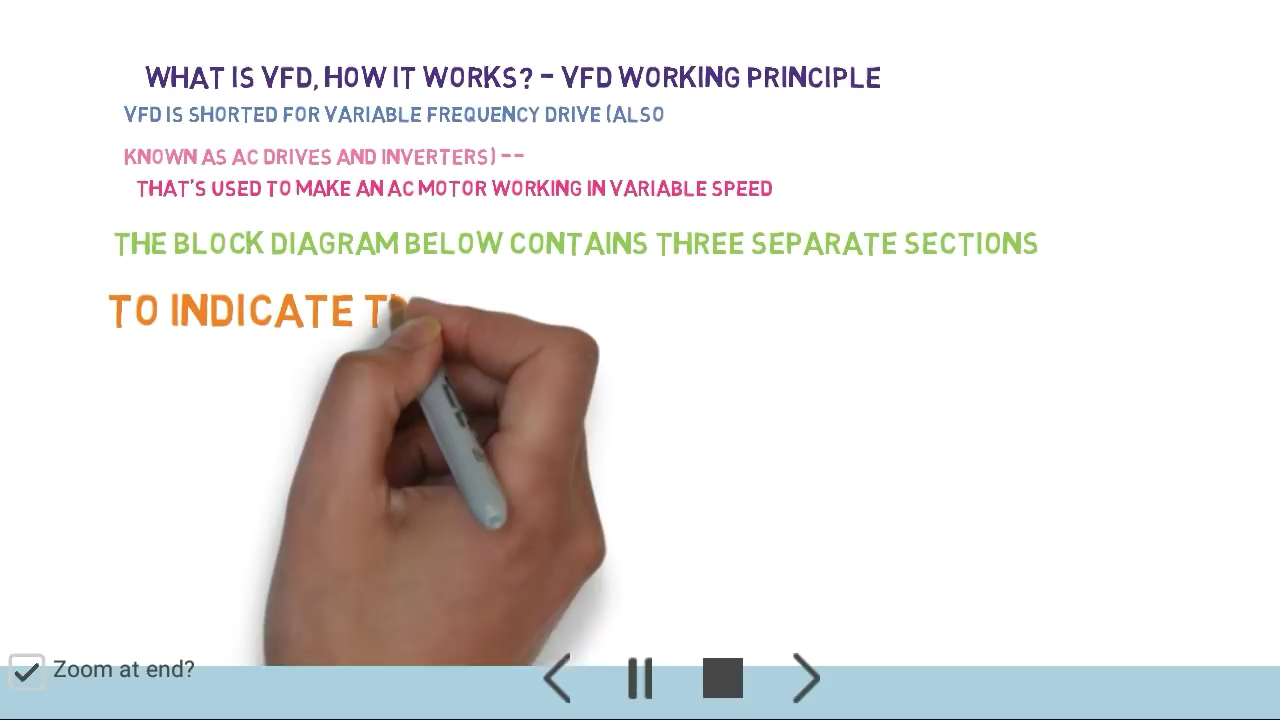 WHAT IS VFD, HOW IT WORKS? - VFD WORKING PRINCIPLE
VFD IS SHORTED FOR VARIABLE FREQUENCY DRIVE (ALSO
KNOWN AS AC DRIVES AND INVERTERS) --
THAT'S USED TO MAKE AN AC MOTOR WORKING IN VARIABLE SPEED
THE BLOCK DIAGRAM BELOW CONTAINS THREE SEPARATE SECTIONS
TO INDICATE
Zoom at end?